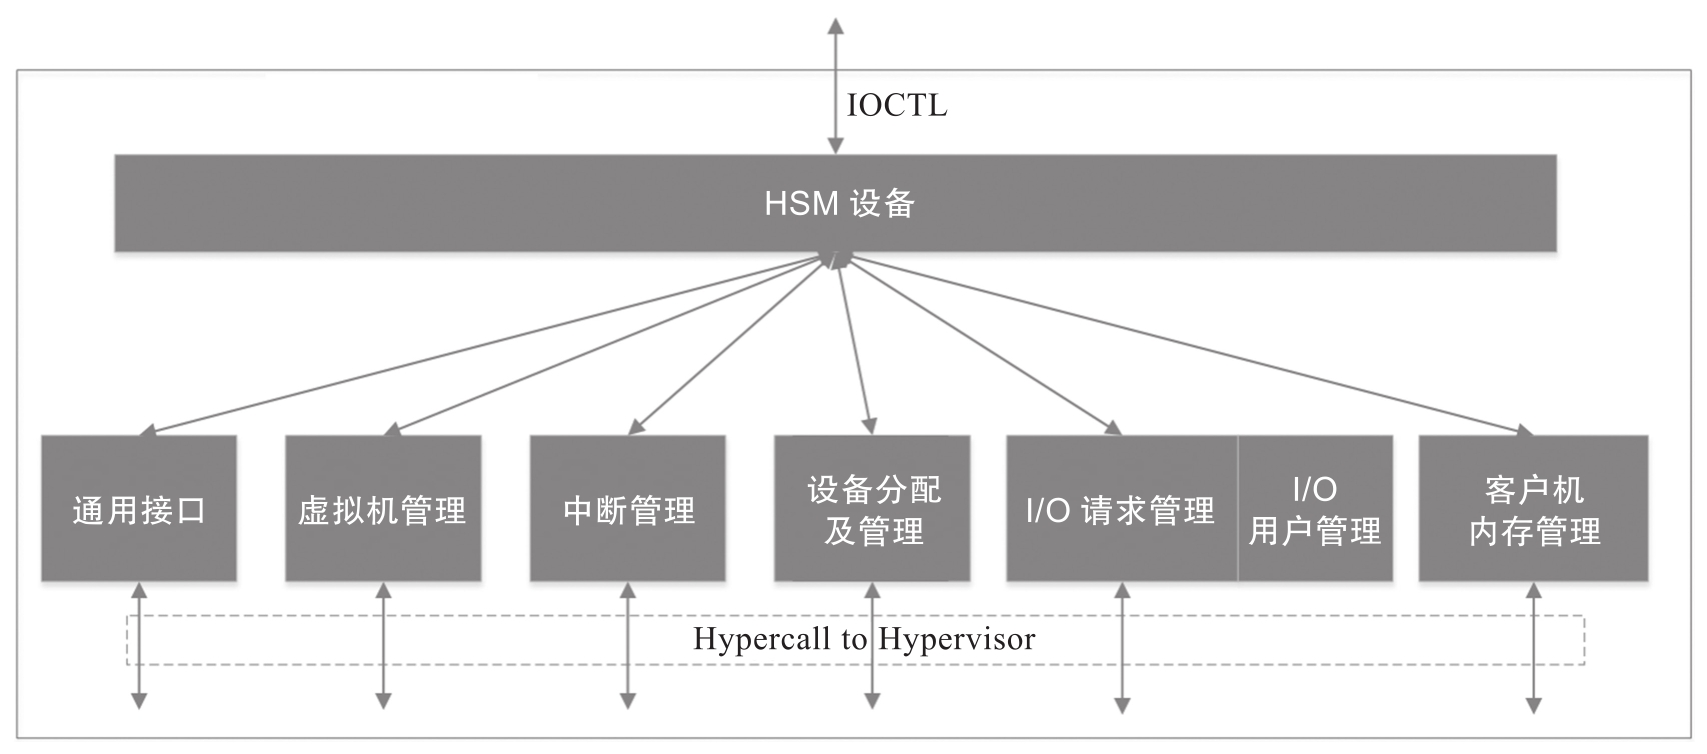 IOCTL
HSM 设备
通用接口
虚拟机管理
中断管理
设备分配
及管理
I/O 请求管理
I/O
用户管理
客户机
内存管理
Hypercall to Hypervisor